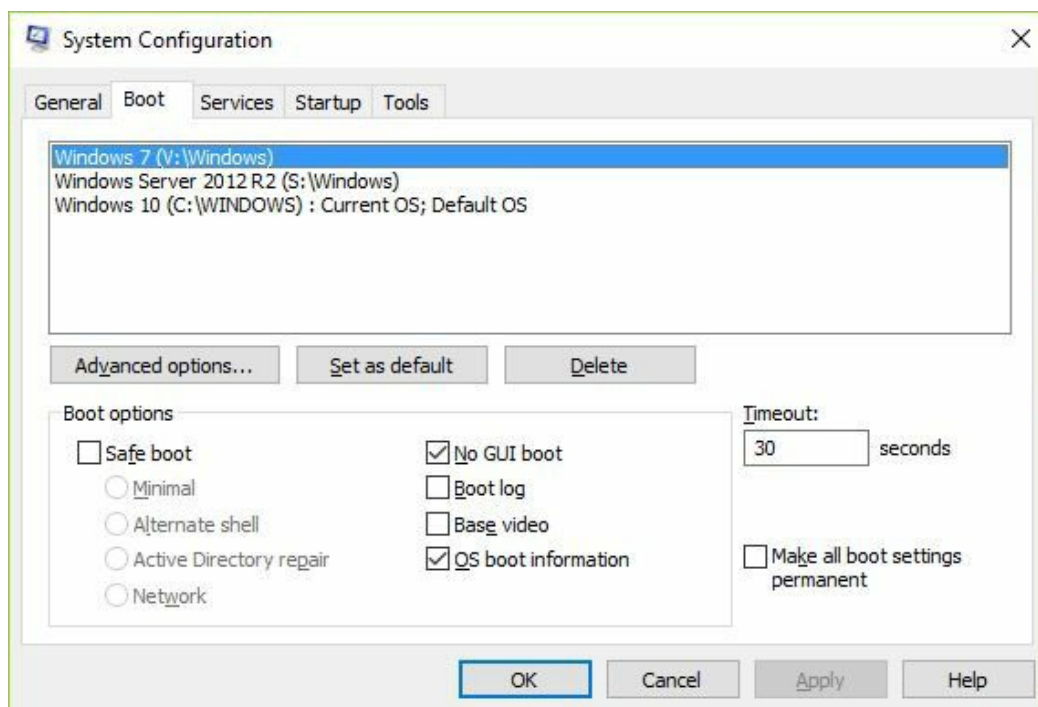 System Configuration
General Boot Services Startup Tools
Windows 7 (V:\Windows)
Windows Server 2012 R2 (S:\Windows)
Windows 10 (C:\WINDOWS) : Current OS; Default OS
Advanced options... Set as default Delete
Boot options
Timeout:
Safe boot No GUI boot
30 seconds
Minimal Boot log
Alternate shell Base video
Active Directory repair OS boot information
Make all boot settings
permanent
Network
OK Cancel Apply Help